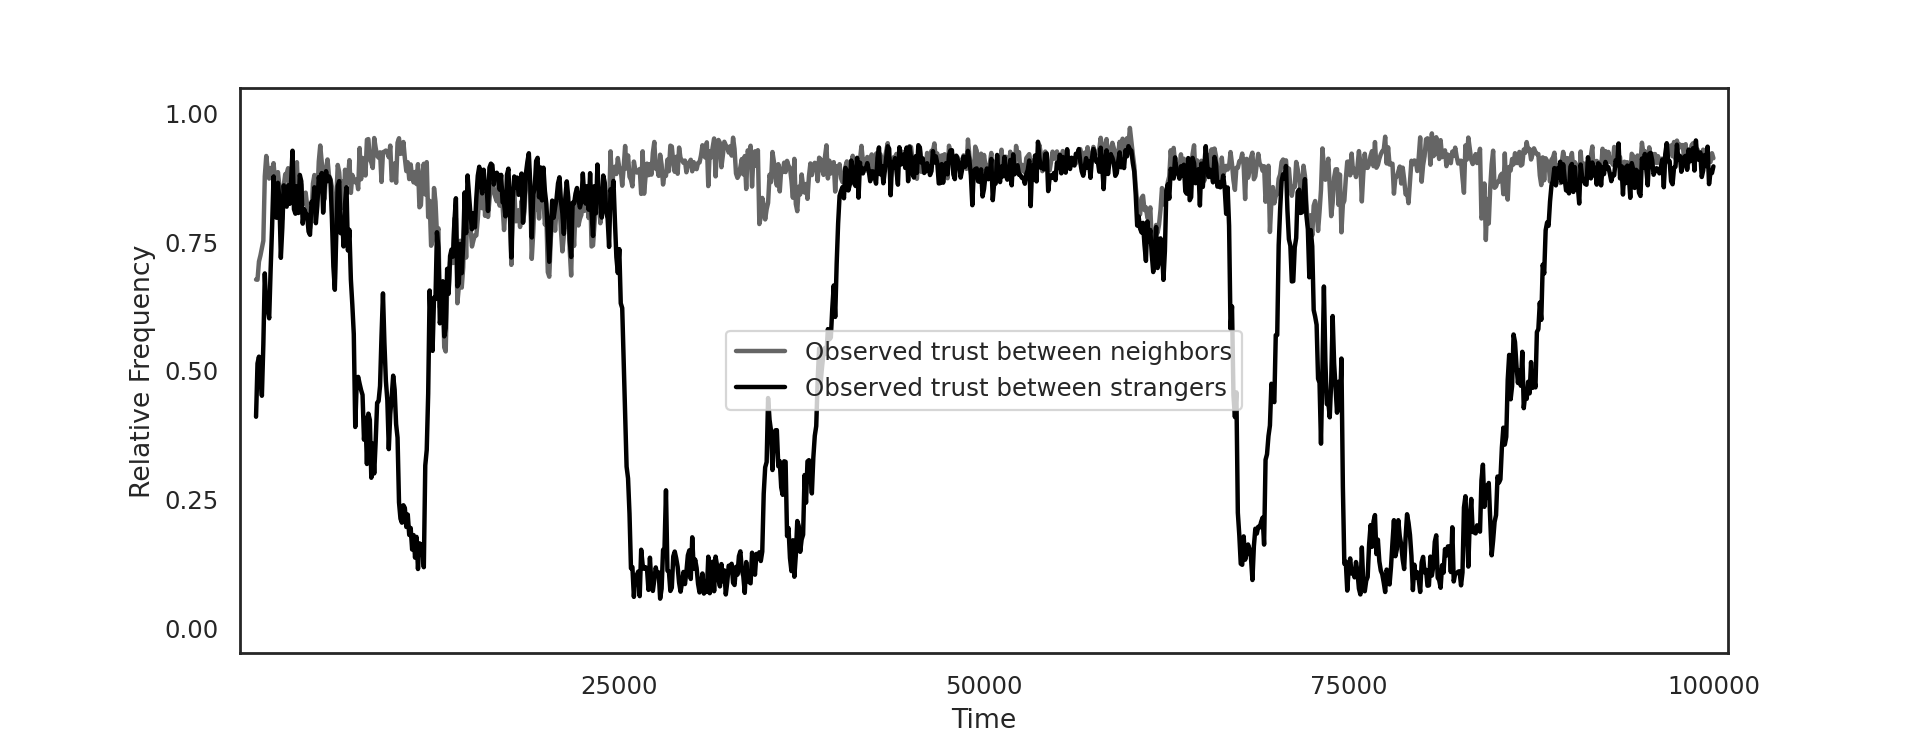 1.00
0.75
0.50
0.25
0.00
Relative Frequency
Observed trust between neighbors
Observed trust between strangers
25000 50000 75000 100000
Time